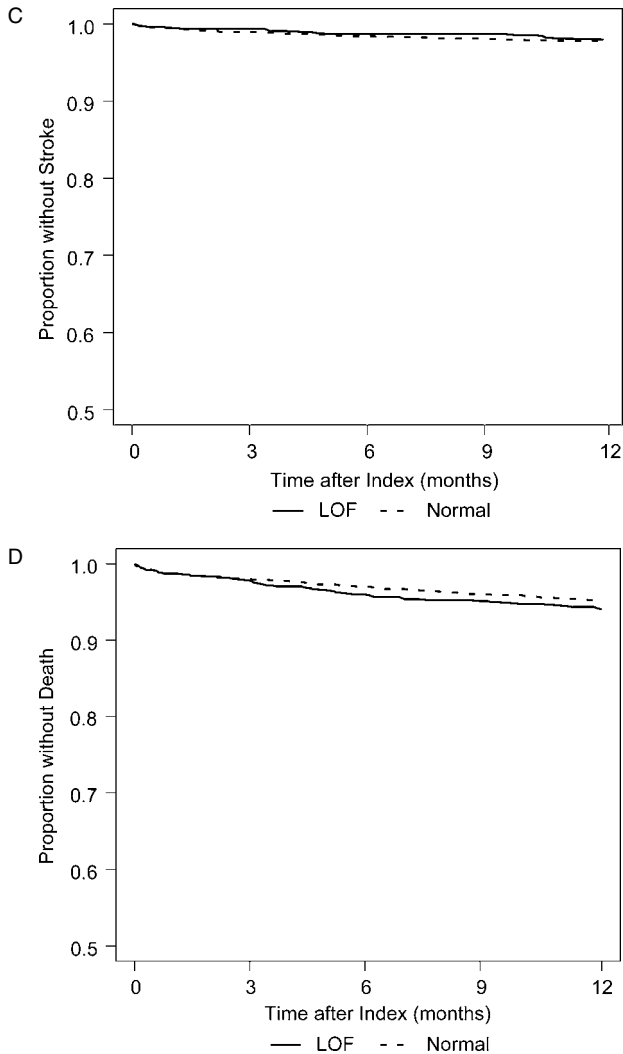 C
Proportion without Stroke
1.0
0.9
0.8
0.7
0.6
0.5
0 3 6 9 12
Time after Index (months)
LOF Normal
D
Proportion without Death
1.0
0.9
0.8
0.7
0.6
0.5
0 3 6 9 12
Time after Index (months)
LOF Normal